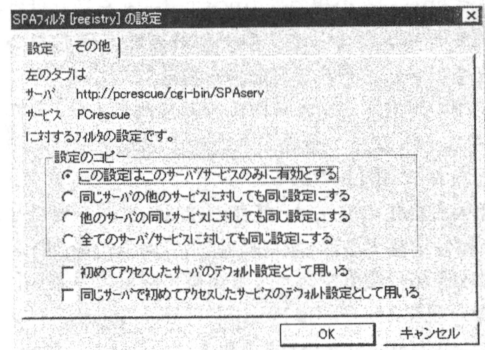 SPAフィルタ [registry] の設定
設定 その他
左のタブは
サーバ http://pcrescue/cgi-bin/SPAserv
サービス PCrescue
に対するフィルタの設定です。
設定のコピー
この設定はこのサーバ/サービスのみに有効とする
同じサーバの他のサービスに対しても同じ設定にする
他のサーバの同じサービスに対しても同じ設定にする
全てのサーバ/サービスに対しても同じ設定にする
初めてアクセスしたサーバのデフォルト設定として用いる
同じサーバで初めてアクセスしたサービスのデフォルト設定として用いる
OK キャンセル